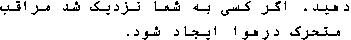 دهید. اگر کسی به شما نزدیک شد مراقب
متحرک درهوا ایجاد شود.